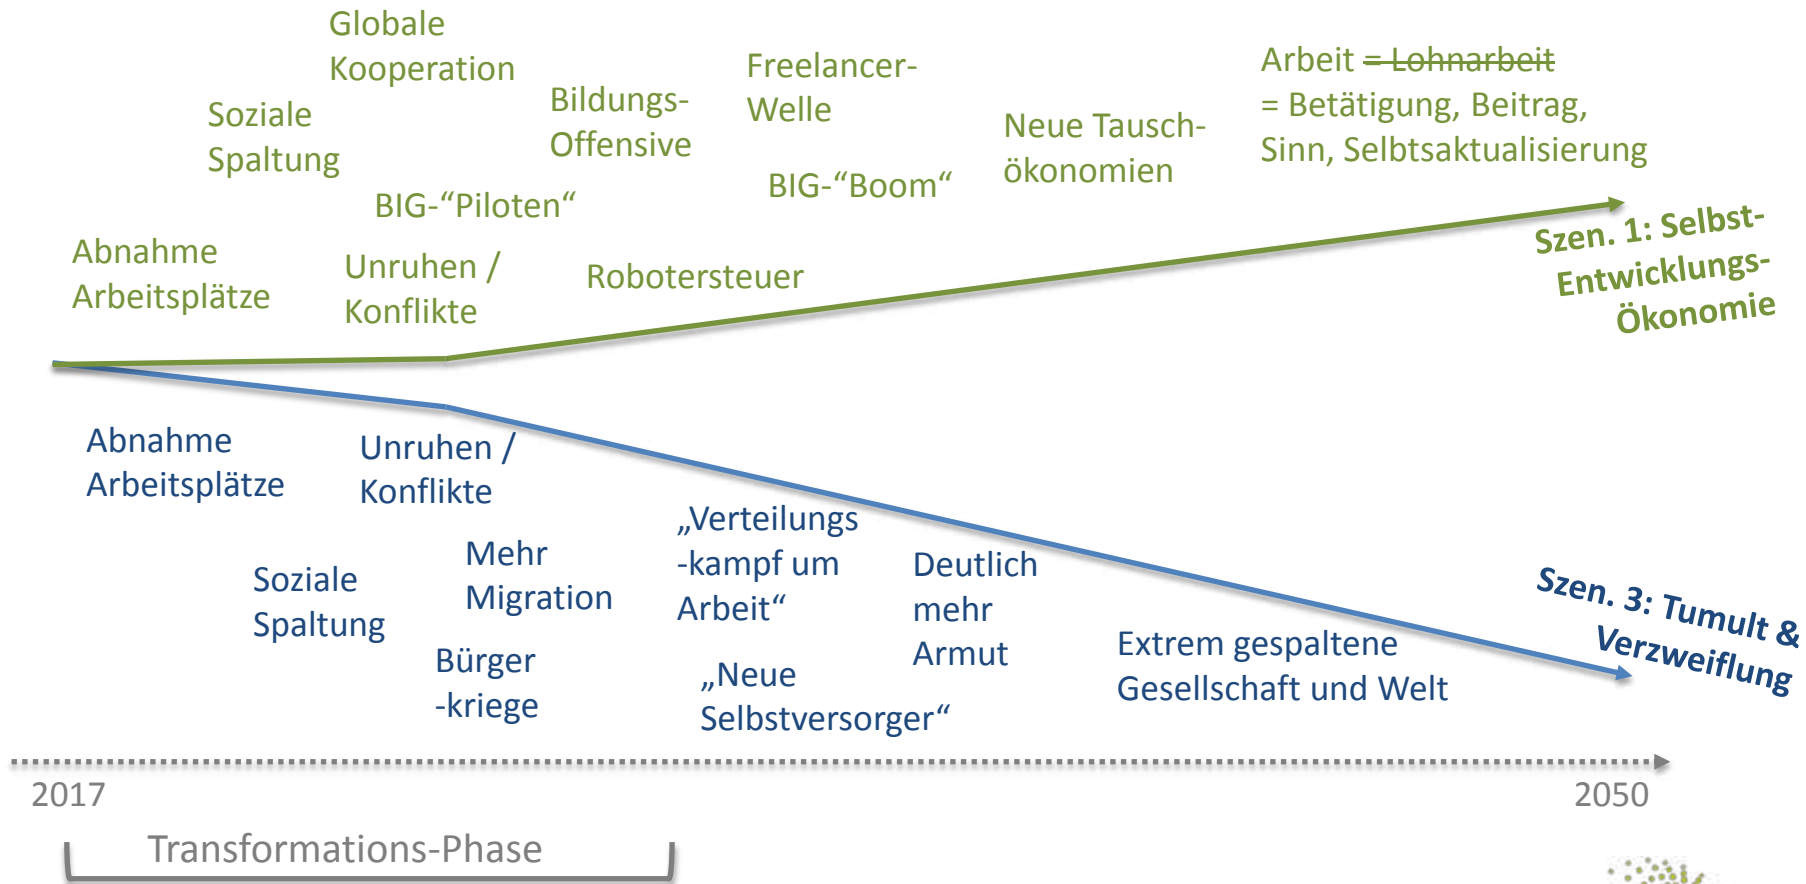 Globale
Kooperation
Soziale
Spaltung
Bildungs-
Offensive
Freelancer-
Welle
Neue Tausch-
ökonomien
Arbeit = Lohnarbeit
= Betätigung, Beitrag,
Sinn, Selbtsaktualisierung
BIG-“Piloten“
BIG-“Boom“
Abnahme
Arbeitsplätze
Unruhen /
Konflikte
Robotersteuer
Szen. 1: Selbst-
Entwicklungs-
Ökonomie
Abnahme
Arbeitsplätze
Unruhen /
Konflikte
Soziale
Spaltung
Mehr
Migration
Bürger
-kriege
„Verteilungs
-kampf um
Arbeit“
„Neue
Selbstversorger“
Deutlich
mehr
Armut
Extrem gespaltene
Gesellschaft und Welt
Szen. 3: Tumult &
Verzweiflung
2017
2050
Transformations-Phase